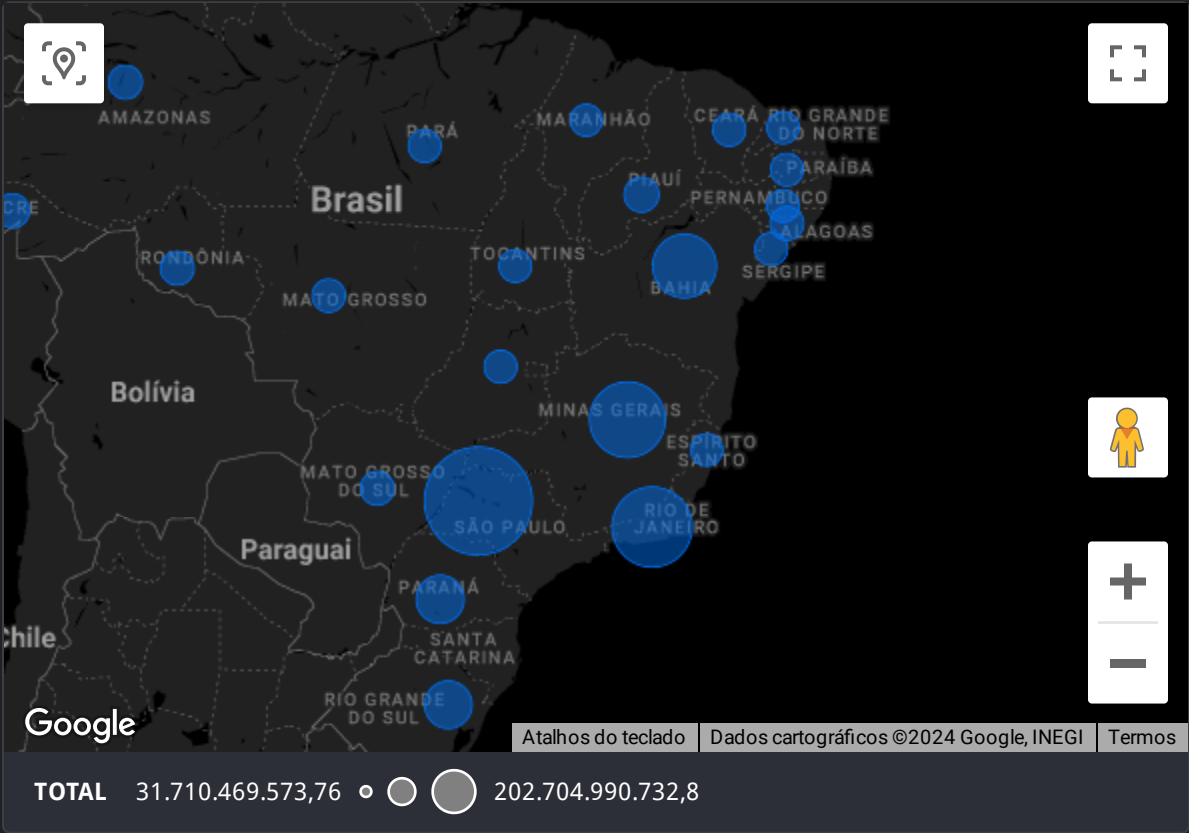 AMAZONAS
PARÁ
MARANHÃO
CEARÁ
RIO GRANDE
DO NORTE
PARAÍBA
PIAUÍ
PERNAMBUCO
Brasil
CRE
ALAGOAS
RONDÔNIA
TOCANTINS
SERGIPE
MATO GROSSO
BAHIA
Bolívia
MINAS GERAIS
ESPÍRITO
SANTO
MATO GROSSO
DO SUL
SÃO PAULO
RIO DE
JANEIRO
Paraguai
PARANÁ
Chile
SANTA
CATARINA
RIO GRANDE
DO SUL
Google
Atalhos do teclado
Dados cartográficos ©2024 Google, INEGI
Termos
TOTAL 31.710.469.573,76 202.704.990.732,8